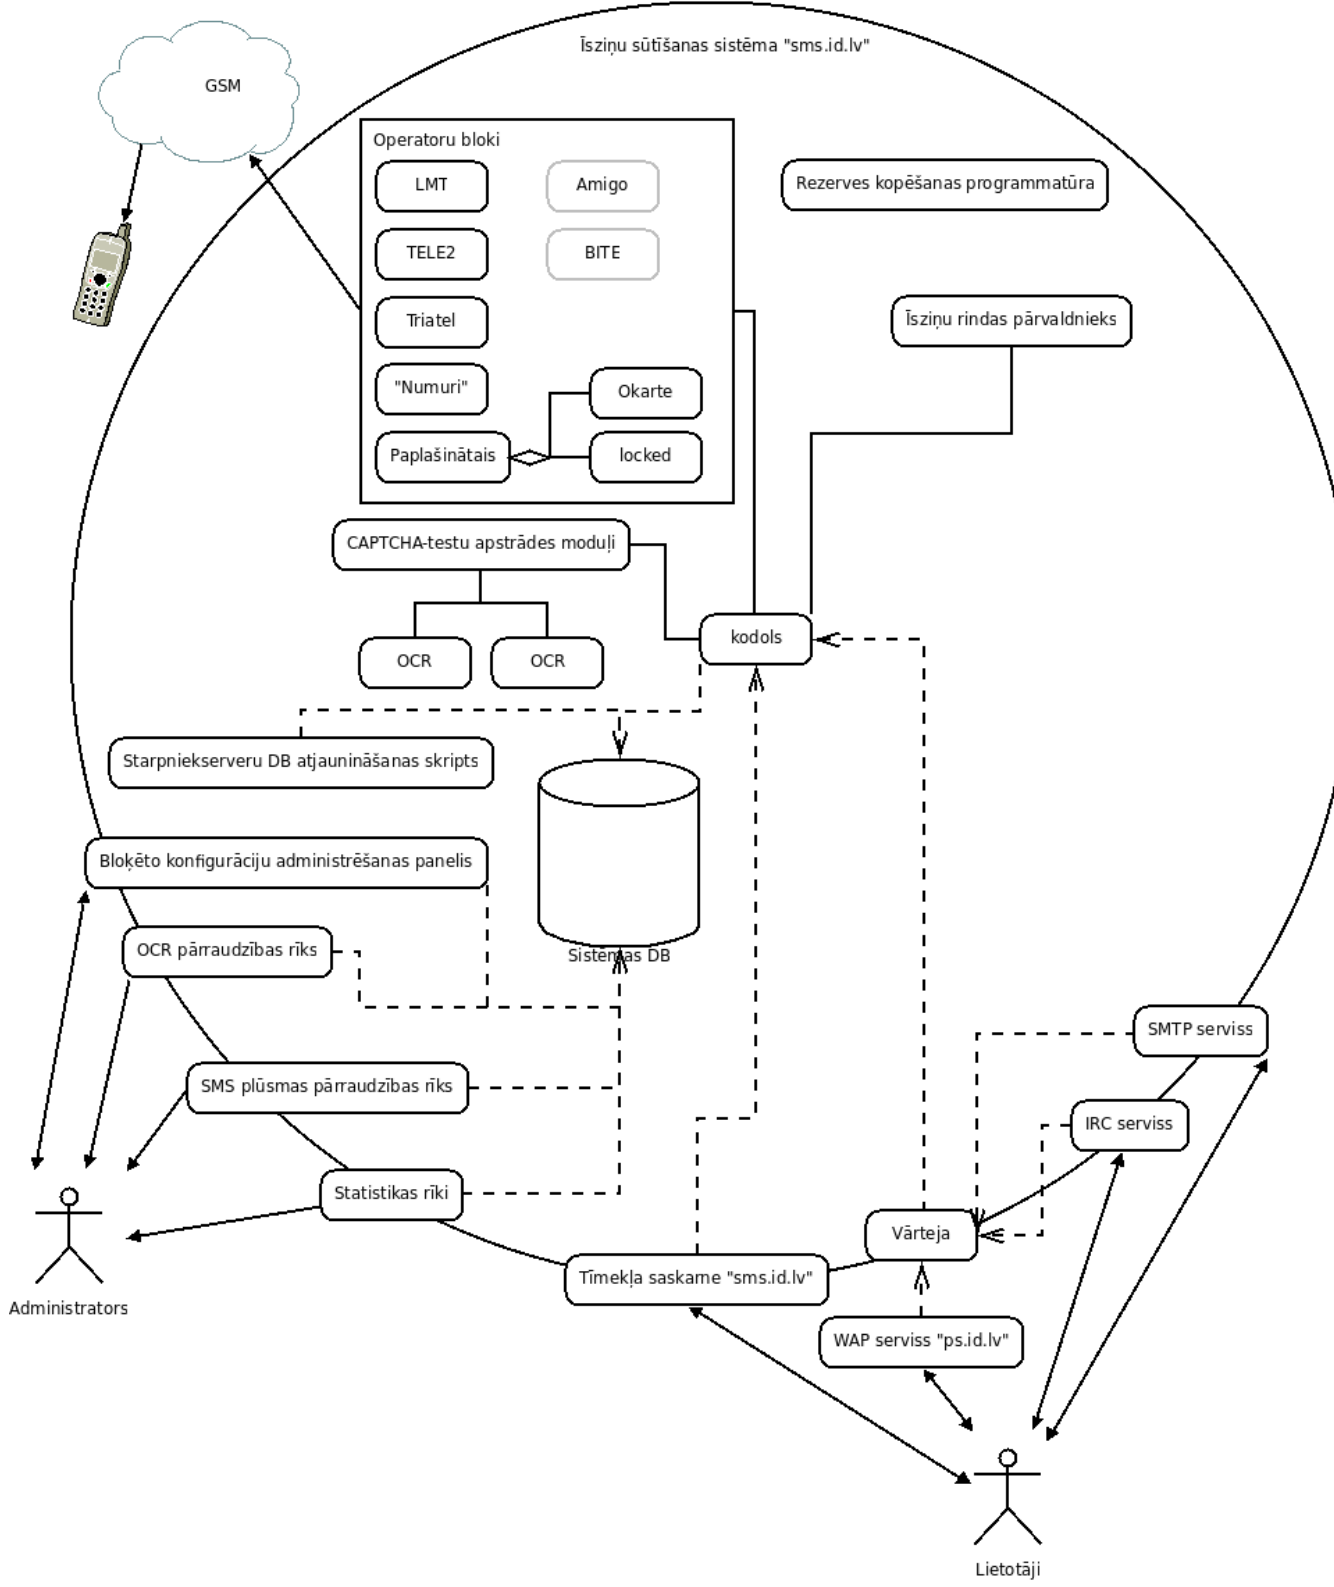 Īsziņu sūtīšanas sistēma "sms.id.lv"
GSM
Operatoru bloki
LMT
Amigo
Rezerves kopēšanas programmatūra
TELE2
BITE
Triatel
Īsziņu rindas pārvaldnieks
"Numuri"
Okarte
Paplašinātais
locked
CAPTCHA-testu apstrādes moduļi
kodols
OCR
OCR
Starpniekserveru DB atjaunināšanas skripts
Bloķēto konfigurāciju administrēšanas panelis
OCR pārraudzības rīks
Sistēmas DB
SMTP serviss
SMS plūsmas pārraudzības rīks
IRC serviss
Statistikas rīki
Vārteja
Tīmekļa saskarne "sms.id.lv"
Administrators
WAP serviss "ps.id.lv"
Lietotāji